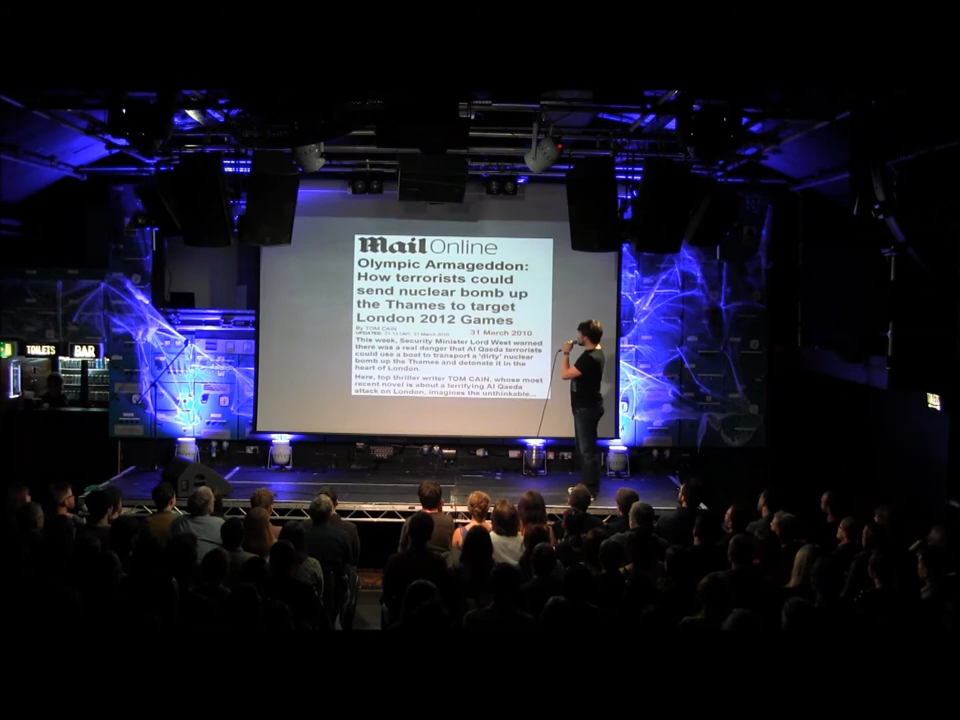 Mail Online
Olympic Armageddon:
How terrorists could
send nuclear bomb up
the Thames to target
London 2012 Games
By TOM CAIN
31 March 2010
This week, Security Minister Lord West warned
there was a real danger that Al Qaeda terrorists
could use a boat to transport a 'dirty' nuclear
bomb up the Thames and detonate it in the
heart of London.
Here, top thriller writer TOM CAIN, whose most
recent novel is about a terrifying Al Qaeda
attack on London, imagines the unthinkable...
TOILETS
BAR